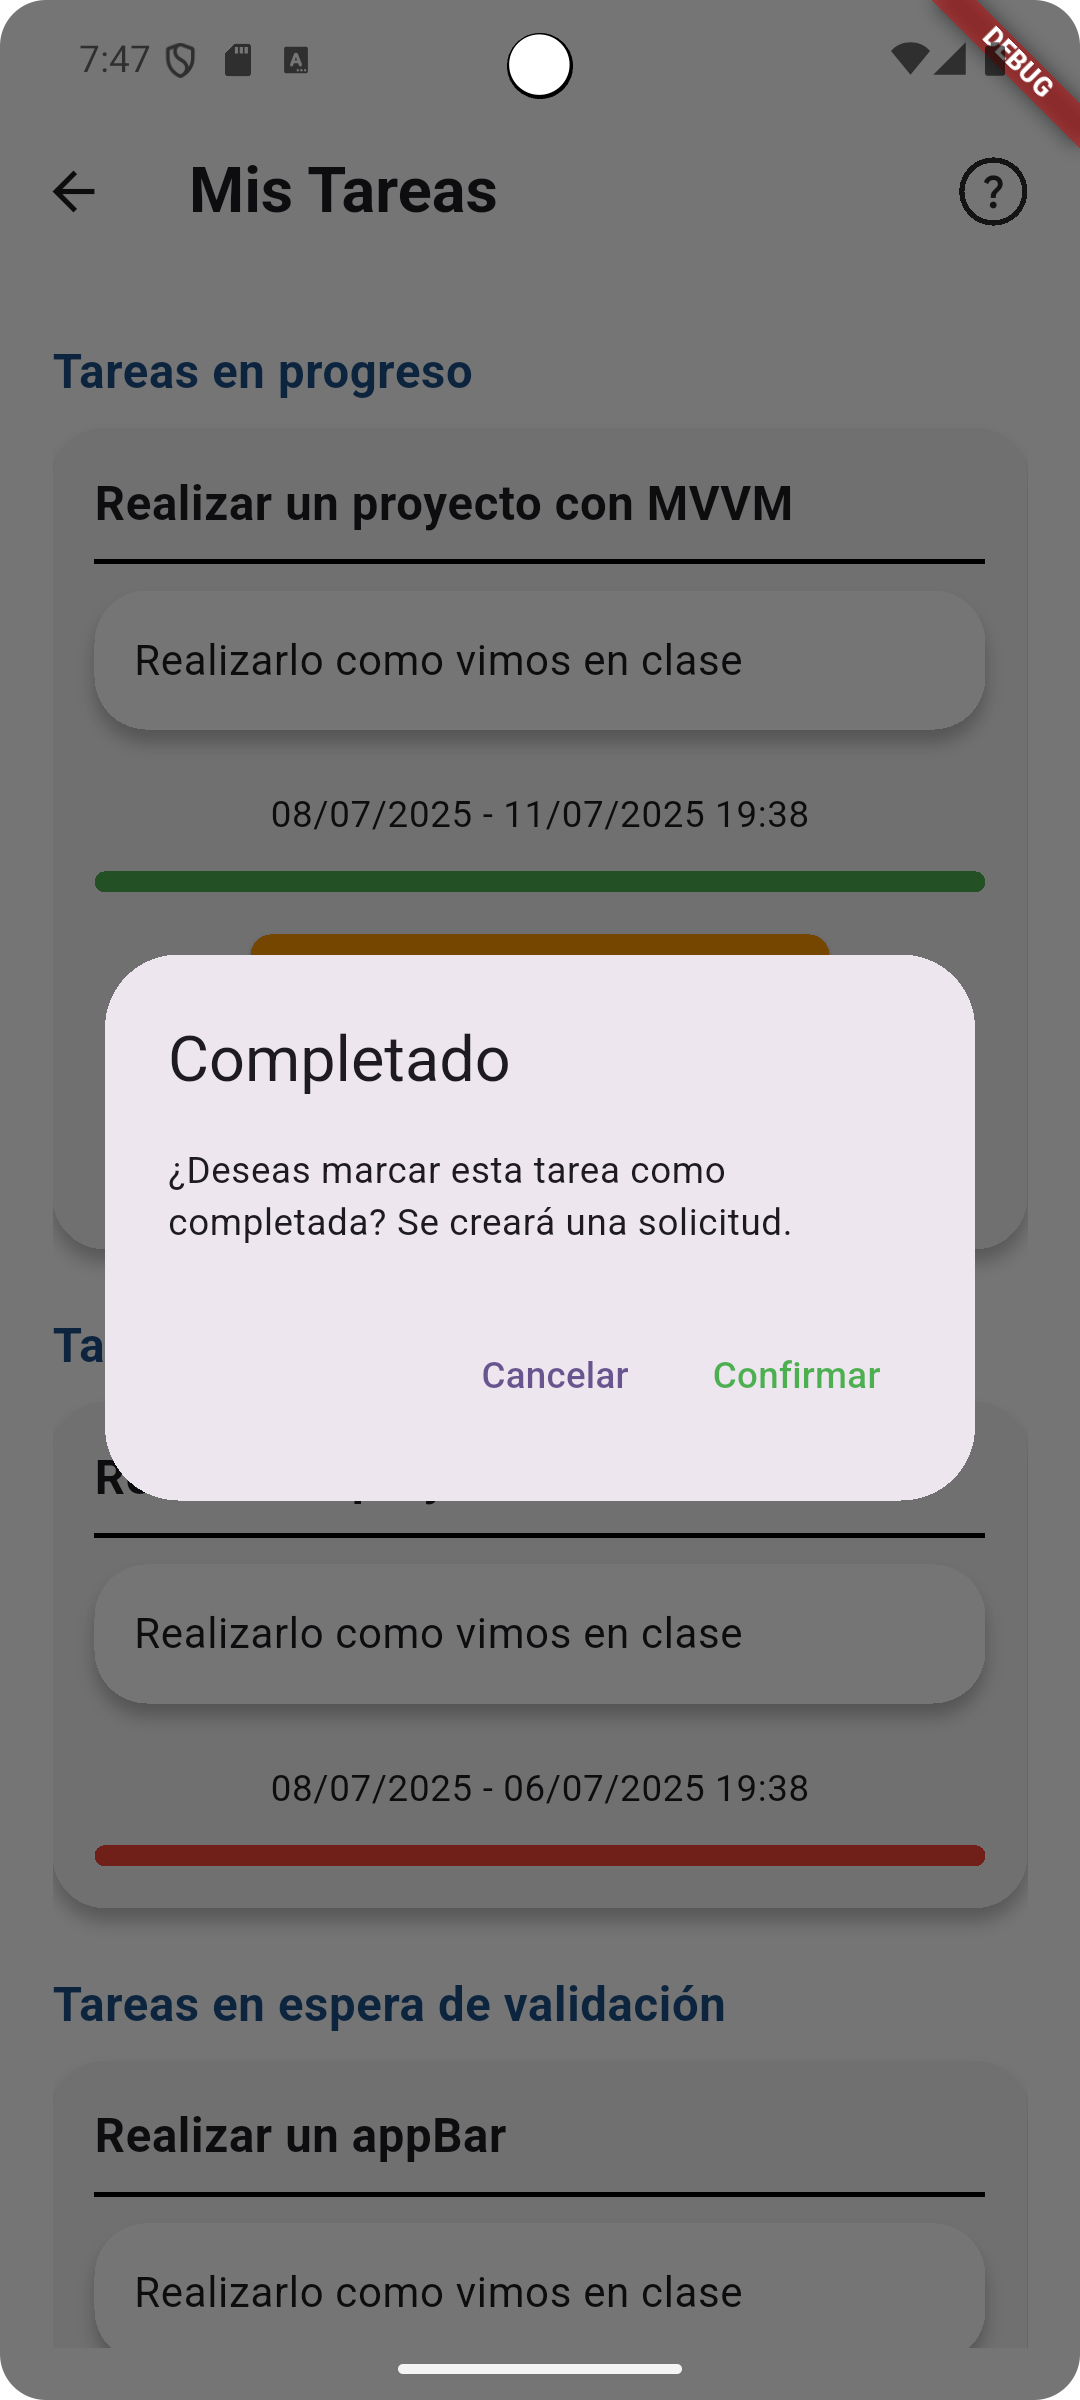 7:47
DEBUG
Mis Tareas
?
Tareas en progreso
Realizar un proyecto con MVVM
Realizarlo como vimos en clase
08/07/2025 - 11/07/2025 19:38
Completado
¿Deseas marcar esta tarea como
completada? Se creará una solicitud.
Cancelar Confirmar
Realizarlo como vimos en clase
08/07/2025 - 06/07/2025 19:38
Tareas en espera de validación
Realizar un appBar
Realizarlo como vimos en clase